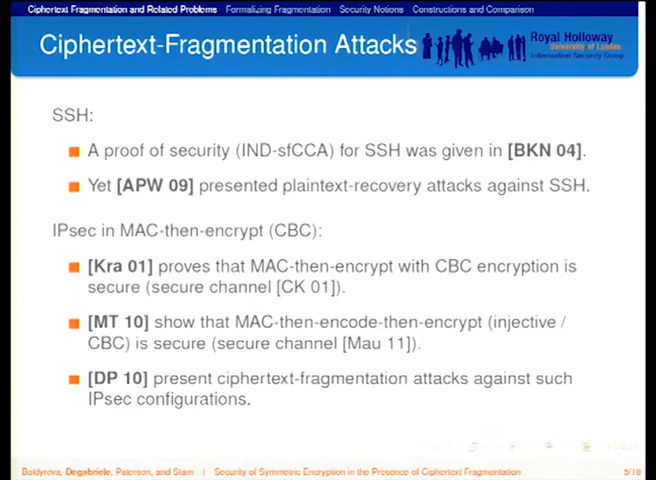 Ciphertext Fragmentation and Related Problems Formalizing Fragmentation Security Notions Constructions and Comparison
Ciphertext-Fragmentation Attacks
Royal Holloway
University of London
Information Security Group
SSH:
A proof of security (IND-sfCCA) for SSH was given in [BKN 04].
Yet [APW 09] presented plaintext-recovery attacks against SSH.
IPsec in MAC-then-encrypt (CBC):
[Kra 01] proves that MAC-then-encrypt with CBC encryption is
secure (secure channel [CK 01]).
[MT 10] show that MAC-then-encode-then-encrypt (injective /
CBC) is secure (secure channel [Mau 11]).
[DP 10] present ciphertext-fragmentation attacks against such
IPsec configurations.
Boldyreva, Degabriele, Paterson, and Stam | Security of Symmetric Encryption in the Presence of Ciphertext Fragmentation 5/18